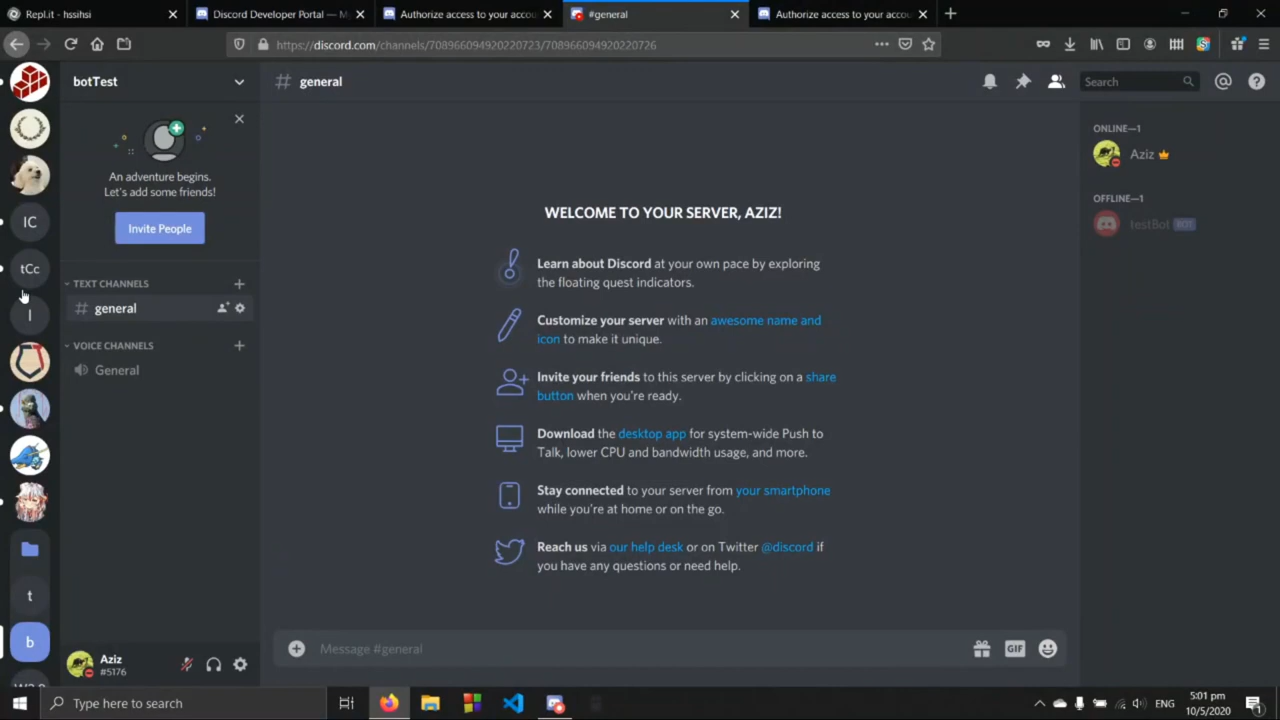 Repl.it - hssihsi
Discord Developer Portal — M
Authorize access to your accou
#general
Authorize access to your accou
https://discord.com/channels/708966094920220723/708966094920220726
botTest
general
Search
An adventure begins.
Let's add some friends!
Invite People
TEXT CHANNELS
general
VOICE CHANNELS
General
IC
tCc
I
t
b
WELCOME TO YOUR SERVER, AZIZ!
Learn about Discord at your own pace by exploring
the floating quest indicators.
Customize your server with an awesome name and
icon to make it unique.
Invite your friends to this server by clicking on a share
button when you're ready.
Download the desktop app for system-wide Push to
Talk, lower CPU and bandwidth usage, and more.
Stay connected to your server from your smartphone
while you're at home or on the go.
Reach us via our help desk or on Twitter @discord if
you have any questions or need help.
ONLINE—1
Aziz
OFFLINE—1
testBot BOT
Aziz
#5176
Message #general
GIF
Type here to search
ENG
5:01 pm
10/5/2020